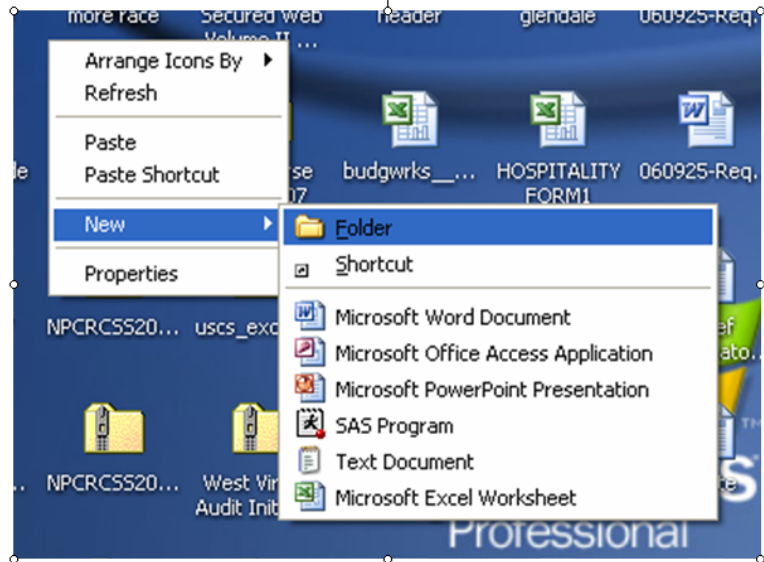 more race
Secured Web
Volume II ...
header
glendale
060925-Req.
Arrange Icons By
Refresh
Paste
Paste Shortcut
New
Properties
budgwrks__...
HOSPITALITY
FORM1
060925-Req.
Folder
Shortcut
Microsoft Word Document
Microsoft Office Access Application
Microsoft PowerPoint Presentation
SAS Program
Text Document
Microsoft Excel Worksheet
NPCRCSS20...
uscs_exc
NPCRCSS20...
West Vir
Audit Init
Professional